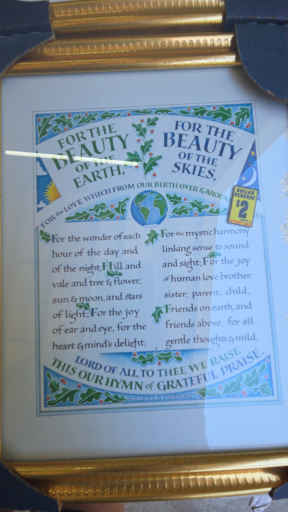 FOR THE
BEAUTY
OF THE
EARTH,
FOR THE
BEAUTY
OF THE
SKIES,
FOR the LOVE WHICH FROM OUR BIRTH OVER
DOLLAR
$2
For the wonder of each
hour of the day and
of the night, Hill and
vale and tree & flower,
sun & moon, and stars
of light. For the joy
of ear and eye, for the
heart & mind's delight.
For the mystic harmony
linking sense to sound
and sight; For the joy
of human love: brother,
sister, parent, child,
Friends on earth, and
friends above, for all
gentle thoughts & mild,
LORD OF ALL, TO THEE WE RAISE
THIS OUR HYMN of GRATEFUL PRAISE